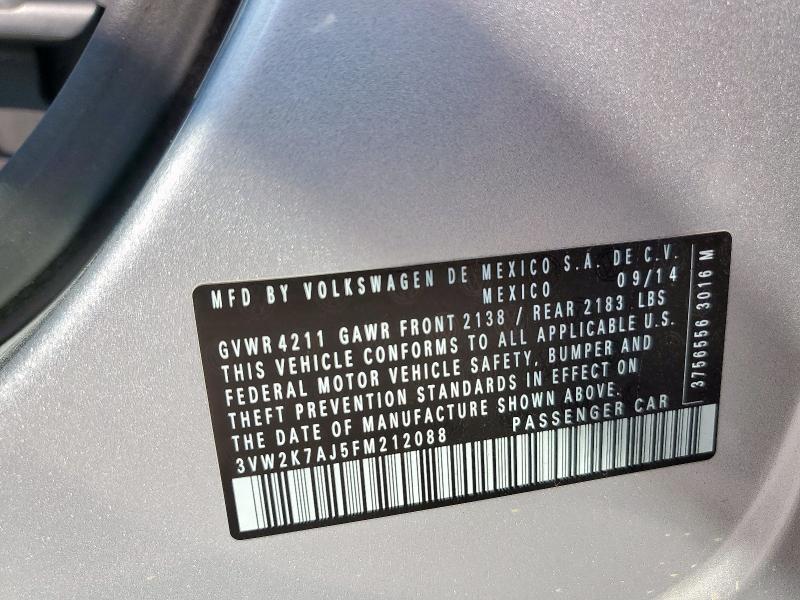 MFD BY VOLKSWAGEN DE MEXICO S.A. DE C.V.
MEXICO 09/14
GVWR 4211 GAWR FRONT 2138 / REAR 2183 LBS
THIS VEHICLE CONFORMS TO ALL APPLICABLE U.S.
FEDERAL MOTOR VEHICLE SAFETY, BUMPER AND
THEFT PREVENTION STANDARDS IN EFFECT ON
THE DATE OF MANUFACTURE SHOWN ABOVE.
3VW2K7AJ5FM212088 PASSENGER CAR
3756556 3016 M